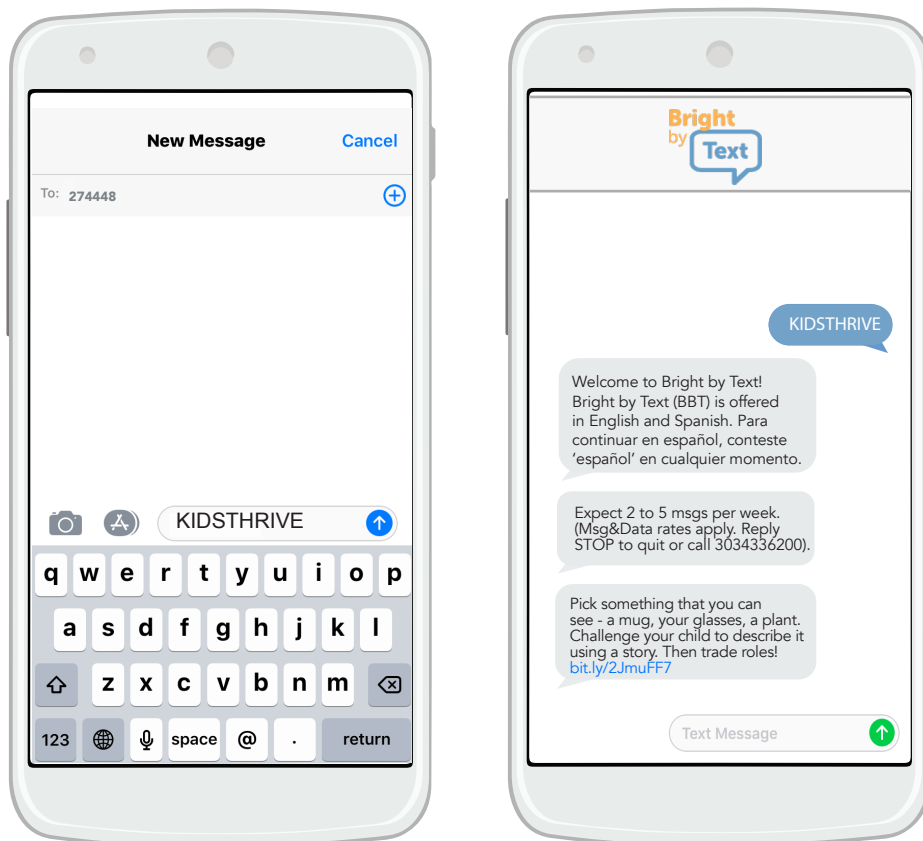 New Message
Cancel
To: 274448
KIDSTHRIVE
q w e r t y u i o p
a s d f g h j k l
z x c v b n m
123 space @ . return
Bright
by Text
KIDSTHRIVE
Welcome to Bright by Text!
Bright by Text (BBT) is offered
in English and Spanish. Para
continuar en español, conteste
‘español’ en cualquier momento.
Expect 2 to 5 msgs per week.
(Msg&Data rates apply. Reply
STOP to quit or call 3034336200).
Pick something that you can
see - a mug, your glasses, a plant.
Challenge your child to describe it
using a story. Then trade roles!
bit.ly/2JmuFF7
Text Message